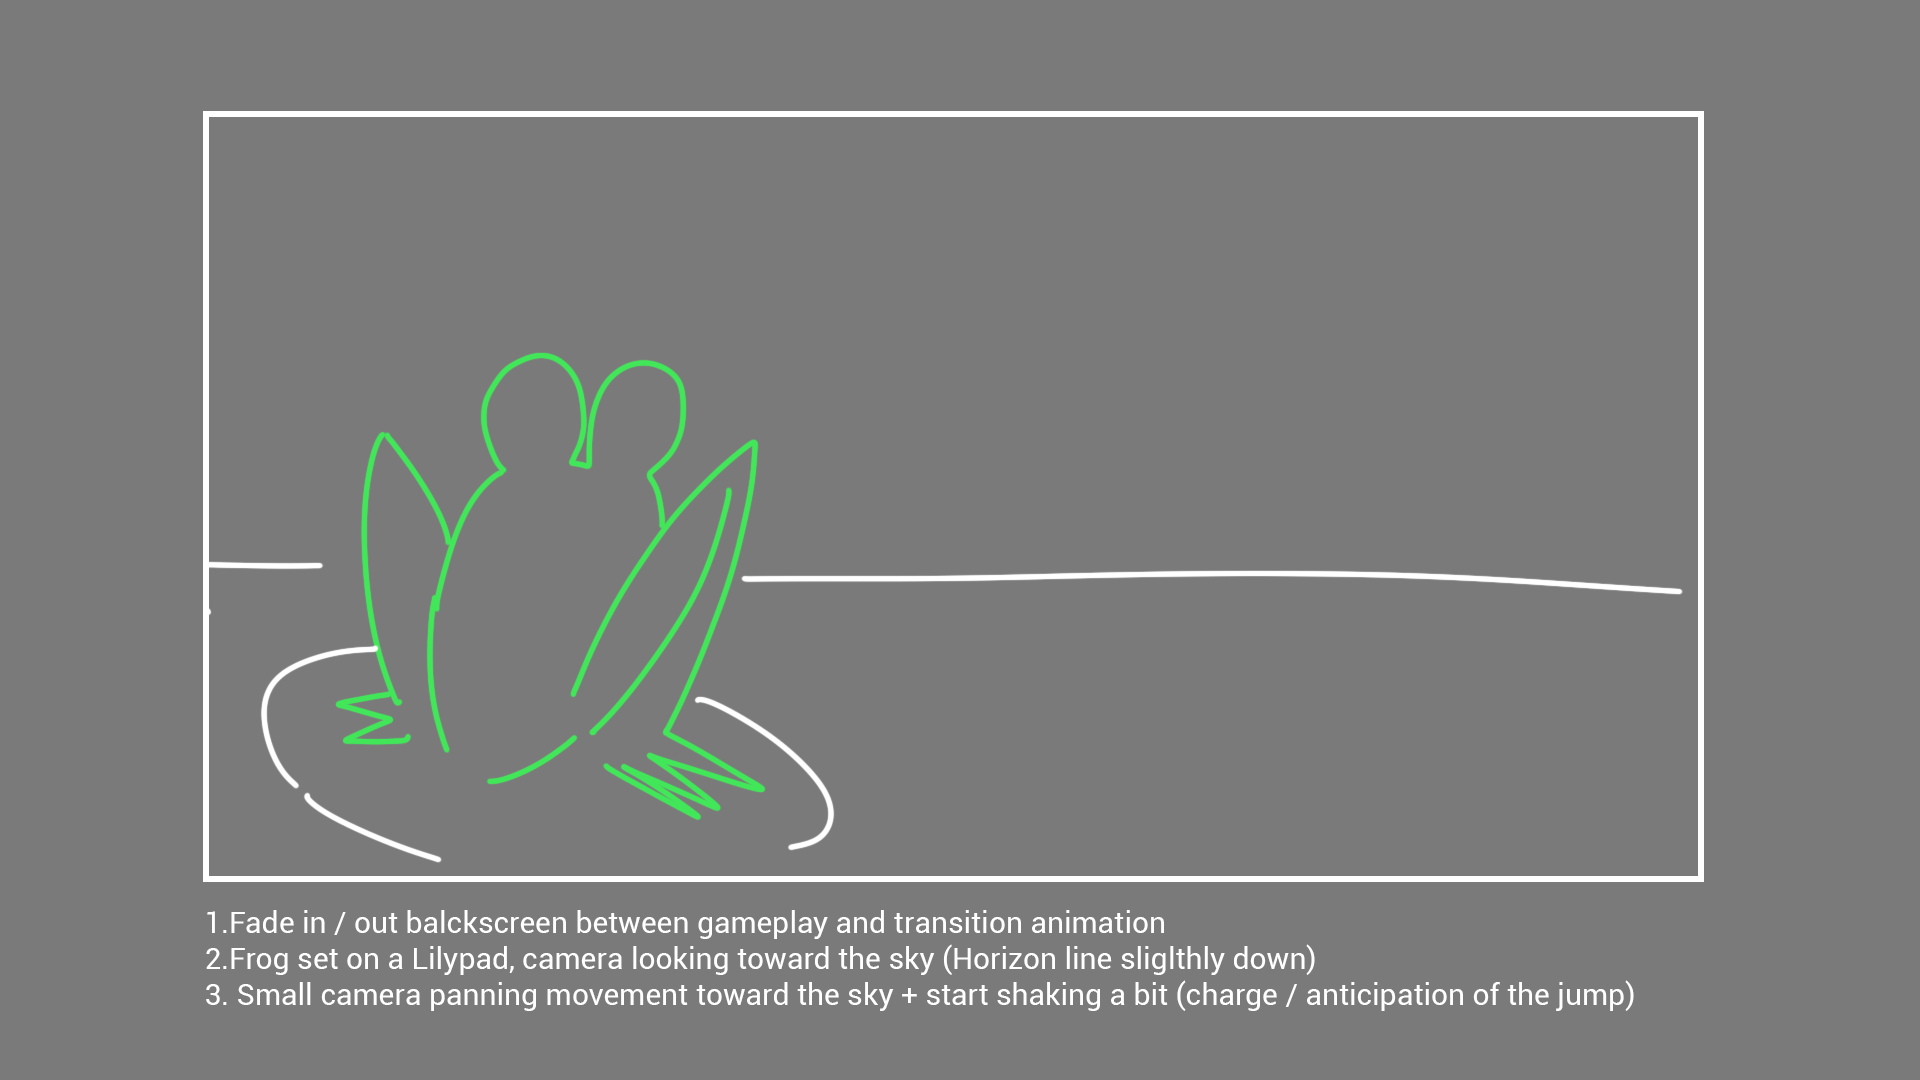 1.Fade in / out balckscreen between gameplay and transition animation
2.Frog set on a Lilypad, camera looking toward the sky (Horizon line sliglthly down)
3. Small camera panning movement toward the sky + start shaking a bit (charge / anticipation of the jump)